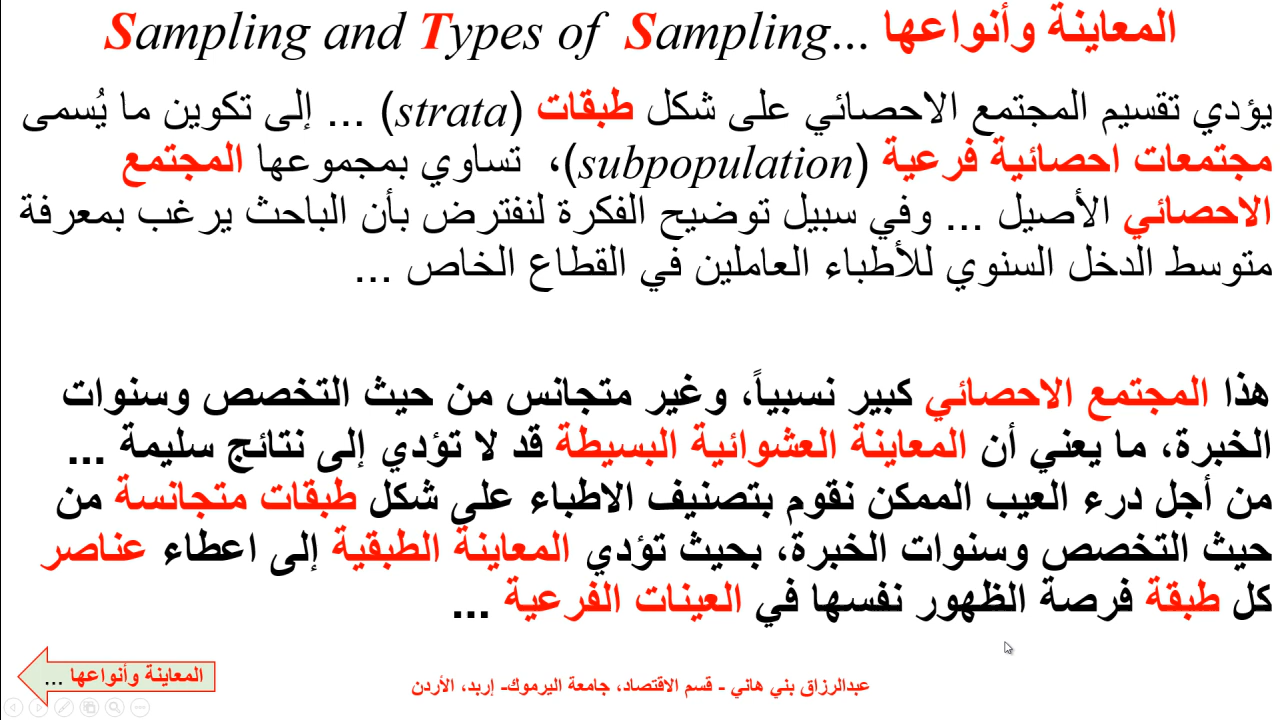 المعاينة وأنواعها ...Sampling and Types of Sampling
يؤدي تقسيم المجتمع الاحصائي على شكل طبقات (strata) ... إلى تكوين ما يُسمى
مجتمعات احصائية فرعية (subpopulation)، تساوي بمجموعها المجتمع
الاحصائي الأصيل ... وفي سبيل توضيح الفكرة لنفترض بأن الباحث يرغب بمعرفة
متوسط الدخل السنوي للأطباء العاملين في القطاع الخاص ...
هذا المجتمع الاحصائي كبير نسبياً، وغير متجانس من حيث التخصص وسنوات
الخبرة، ما يعني أن المعاينة العشوائية البسيطة قد لا تؤدي إلى نتائج سليمة ...
من أجل درء العيب الممكن نقوم بتصنيف الاطباء على شكل طبقات متجانسة من
حيث التخصص وسنوات الخبرة، بحيث تؤدي المعاينة الطبقية إلى اعطاء عناصر
كل طبقة فرصة الظهور نفسها في العينات الفرعية ...
المعاينة وأنواعها ...
عبدالرزاق بني هاني - قسم الاقتصاد، جامعة اليرموك- إربد، الأردن